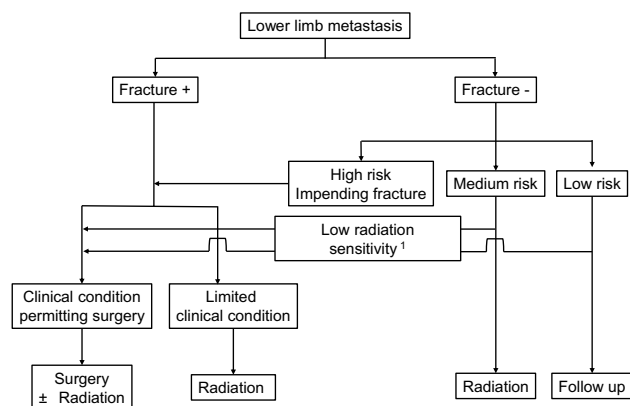 Lower limb metastasis
Fracture +
Fracture -
High risk
Impending fracture
Medium risk
Low risk
Low radiation
sensitivity 1
Clinical condition
permitting surgery
Limited
clinical condition
Surgery
± Radiation
Radiation
Radiation
Follow up